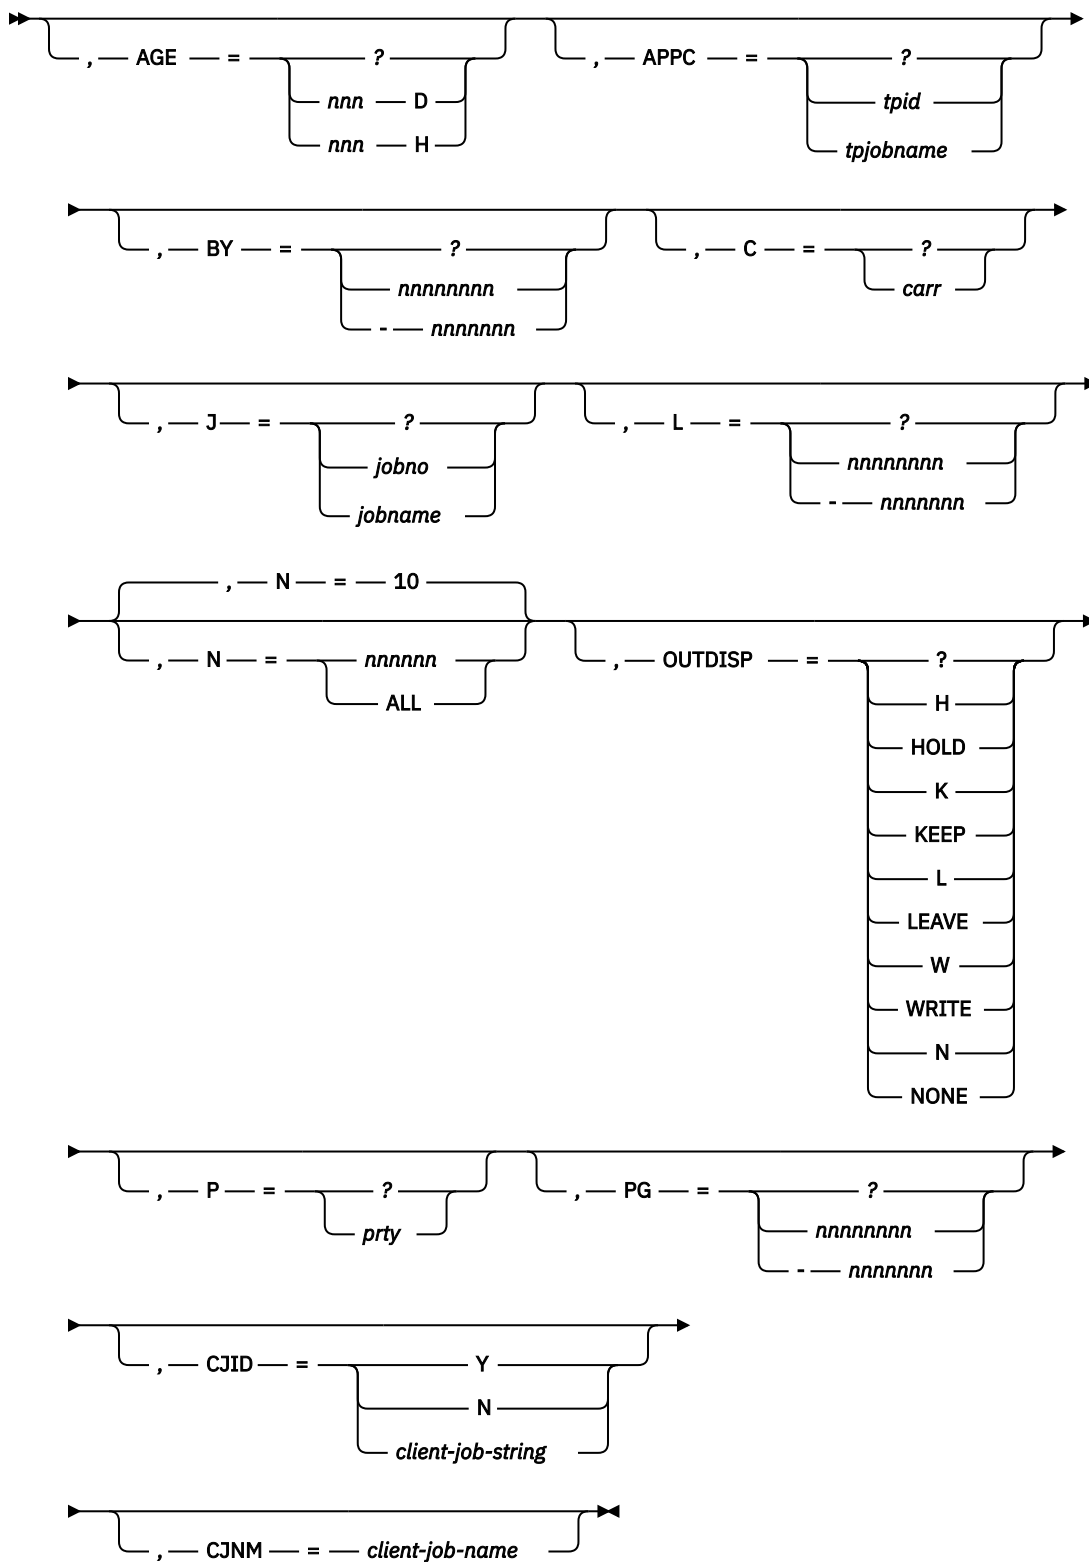 , AGE = ? , APPC = ?
nnn D tpid
nnn H tpjobname
, BY = ? , C = ?
nnnnnnnn carr
- nnnnnnn
, J = ? , L = ?
jobno nnnnnnnn
jobname - nnnnnnn
, N = 10
, N = nnnnnn , OUTDISP = ?
ALL H
HOLD
K
KEEP
L
LEAVE
W
WRITE
N
NONE
, P = ? , PG = ?
prty nnnnnnnn
- nnnnnnn
, CJID = Y
N
client-job-string
, CJNM = client-job-name